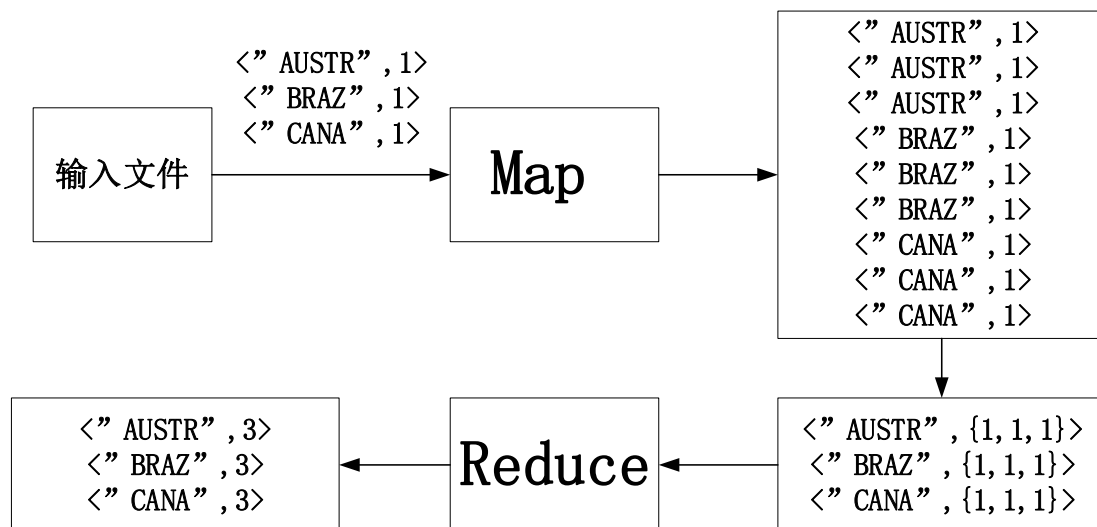 输入文件
<” AUSTR” ,1>
<” BRAZ” ,1>
<” CANA” ,1>
Map
<” AUSTR” ,1>
<” AUSTR” ,1>
<” AUSTR” ,1>
<” BRAZ” ,1>
<” BRAZ” ,1>
<” BRAZ” ,1>
<” CANA” ,1>
<” CANA” ,1>
<” CANA” ,1>
<” AUSTR” ,{1,1,1}>
<” BRAZ” ,{1,1,1}>
<” CANA” ,{1,1,1}>
Reduce
<” AUSTR” ,3>
<” BRAZ” ,3>
<” CANA” ,3>